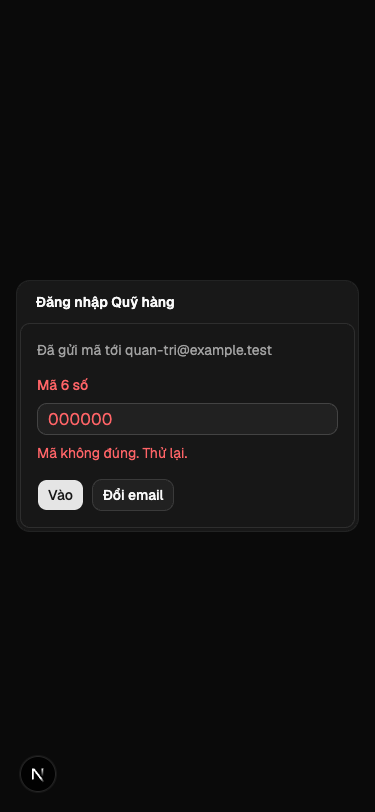 Đăng nhập Quỹ hàng
Đã gửi mã tới quan-tri@example.test
Mã 6 số
000000
Mã không đúng. Thử lại.
Vào
Đổi email
N